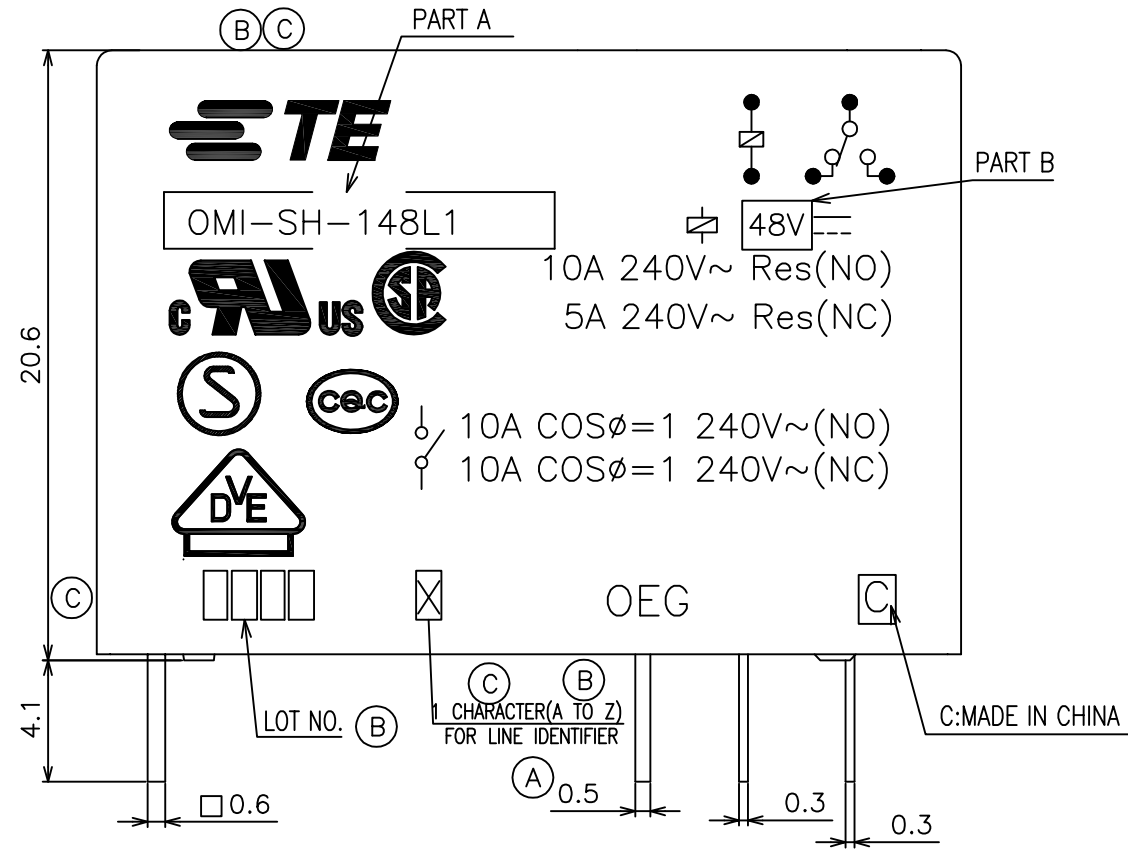 B C
PART A
TE
PART B
OMI-SH-148L1
48V
10A 240V~ Res(NO)
C UR US
CSA
5A 240V~ Res(NC)
20.6
S
cqc
10A COSø=1 240V~(NO)
10A COSø=1 240V~(NC)
DVE
C
OEG
C
C
B
4.1
LOT NO.
B
1 CHARACTER(A TO Z)
FOR LINE IDENTIFIER
C:MADE IN CHINA
A
□0.6
0.5
0.3
0.3